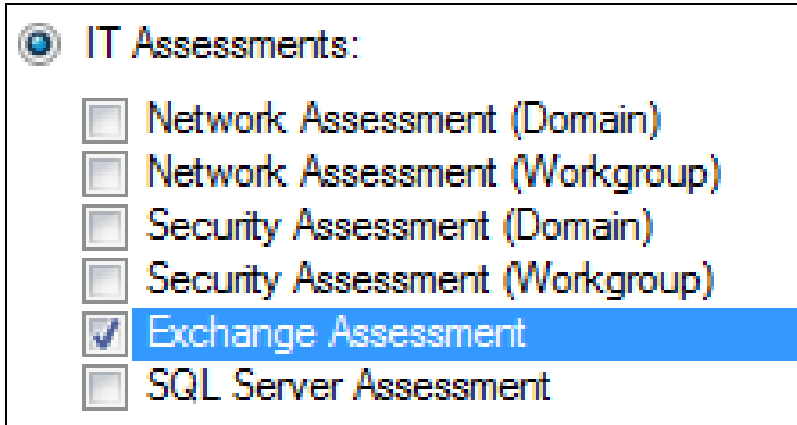 IT Assessments:
Network Assessment (Domain)
Network Assessment (Workgroup)
Security Assessment (Domain)
Security Assessment (Workgroup)
Exchange Assessment
SQL Server Assessment